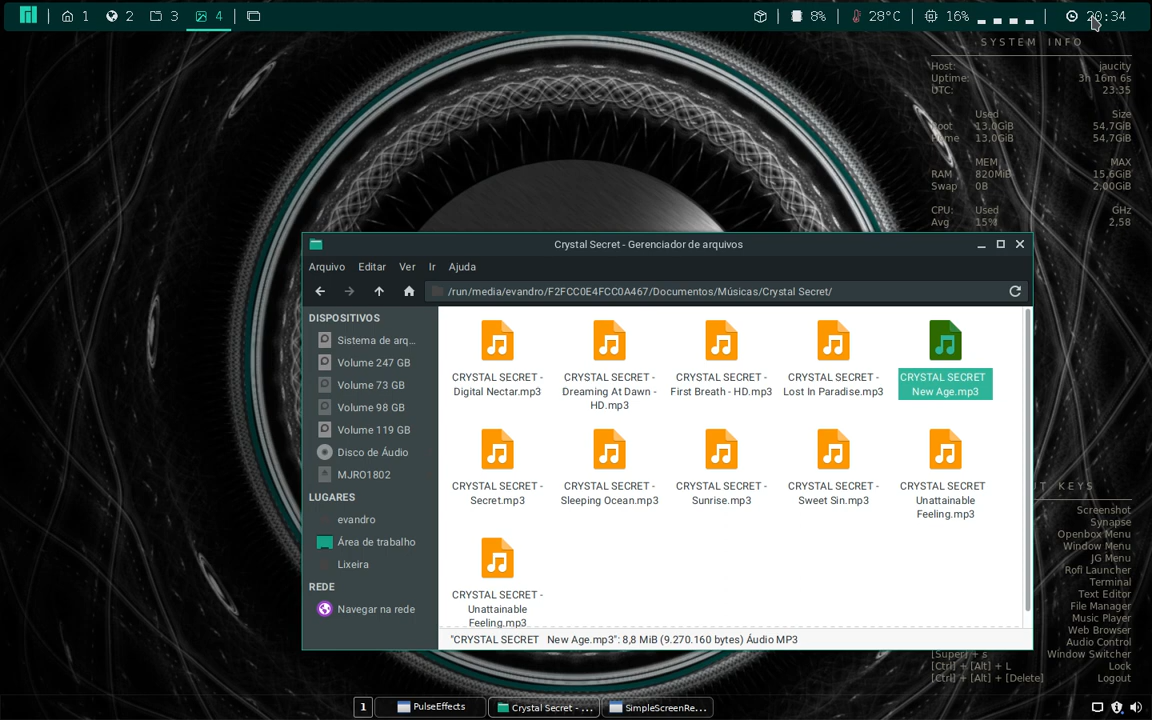 1 2 3 4 8% 28°C 16% 20:34
SYSTEM INFO
Host: jaucity
Uptime: 3h 16m 6s
UTC: 23:35
Used Size
Root 13,0GiB 54,7GiB
Home 13,0GiB 54,7GiB
MEM MAX
RAM 820MiB 15,6GiB
Swap 0B 2,00GiB
CPU: Used GHz
Avg 15% 2,58
Crystal Secret - Gerenciador de arquivos
Arquivo Editar Ver Ir Ajuda
/run/media/evandro/F2FCC0E4FCC0A467/Documentos/Músicas/Crystal Secret/
DISPOSITIVOS
Sistema de arq...
Volume 247 GB
Volume 73 GB
Volume 98 GB
Volume 119 GB
Disco de Áudio
MJRO1802
LUGARES
evandro
Área de trabalho
Lixeira
REDE
Navegar na rede
CRYSTAL SECRET -
Digital Nectar.mp3
CRYSTAL SECRET -
Dreaming At Dawn -
HD.mp3
CRYSTAL SECRET -
First Breath - HD.mp3
CRYSTAL SECRET -
Lost In Paradise.mp3
CRYSTAL SECRET
New Age.mp3
CRYSTAL SECRET -
Secret.mp3
CRYSTAL SECRET -
Sleeping Ocean.mp3
CRYSTAL SECRET -
Sunrise.mp3
CRYSTAL SECRET -
Sweet Sin.mp3
CRYSTAL SECRET
Unattainable
Feeling.mp3
CRYSTAL SECRET -
Unattainable
Feeling.mp3
"CRYSTAL SECRET   New Age.mp3": 8,8 MiB (9.270.160 bytes) Áudio MP3
UT KEYS
Screenshot
Synapse
Openbox Menu
Window Menu
JG Menu
Rofi Launcher
Terminal
Text Editor
File Manager
Music Player
Web Browser
Audio Control
[Super] + s Window Switcher
[Ctrl] + [Alt] + L Lock
[Ctrl] + [Alt] + [Delete] Logout
1 PulseEffects Crystal Secret - ... SimpleScreenRe...